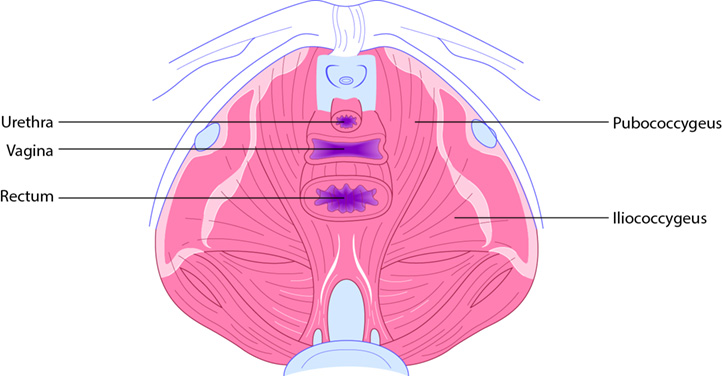 Urethra
Vagina
Rectum
Pubococcygeus
Iliococcygeus